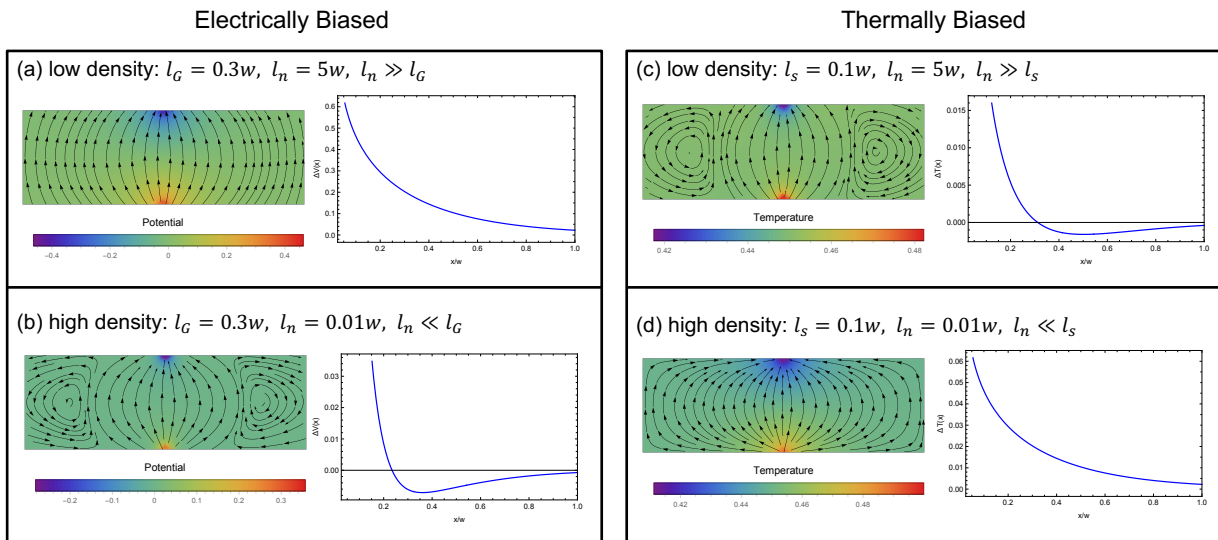 Electrically Biased
Thermally Biased
(a) low density: l_G = 0.3w, l_n = 5w, l_n ≫ l_G
Potential
−0.4 −0.2 0 0.2 0.4
ΔV(x)
0.6
0.5
0.4
0.3
0.2
0.1
0.0
0.2 0.4 0.6 0.8 1.0
x/w
(b) high density: l_G = 0.3w, l_n = 0.01w, l_n ≪ l_G
Potential
−0.2 −0.1 0 0.1 0.2 0.3
ΔV(x)
0.03
0.02
0.01
0.00
0.2 0.4 0.6 0.8 1.0
x/w
(c) low density: l_s = 0.1w, l_n = 5w, l_n ≫ l_s
Temperature
0.42 0.44 0.46 0.48
ΔT(x)
0.015
0.010
0.005
0.000
0.2 0.4 0.6 0.8 1.0
x/w
(d) high density: l_s = 0.1w, l_n = 0.01w, l_n ≪ l_s
Temperature
0.42 0.44 0.46 0.48
Δ T(x)
0.06
0.05
0.04
0.03
0.02
0.01
0.00
0.2 0.4 0.6 0.8 1.0
x/w